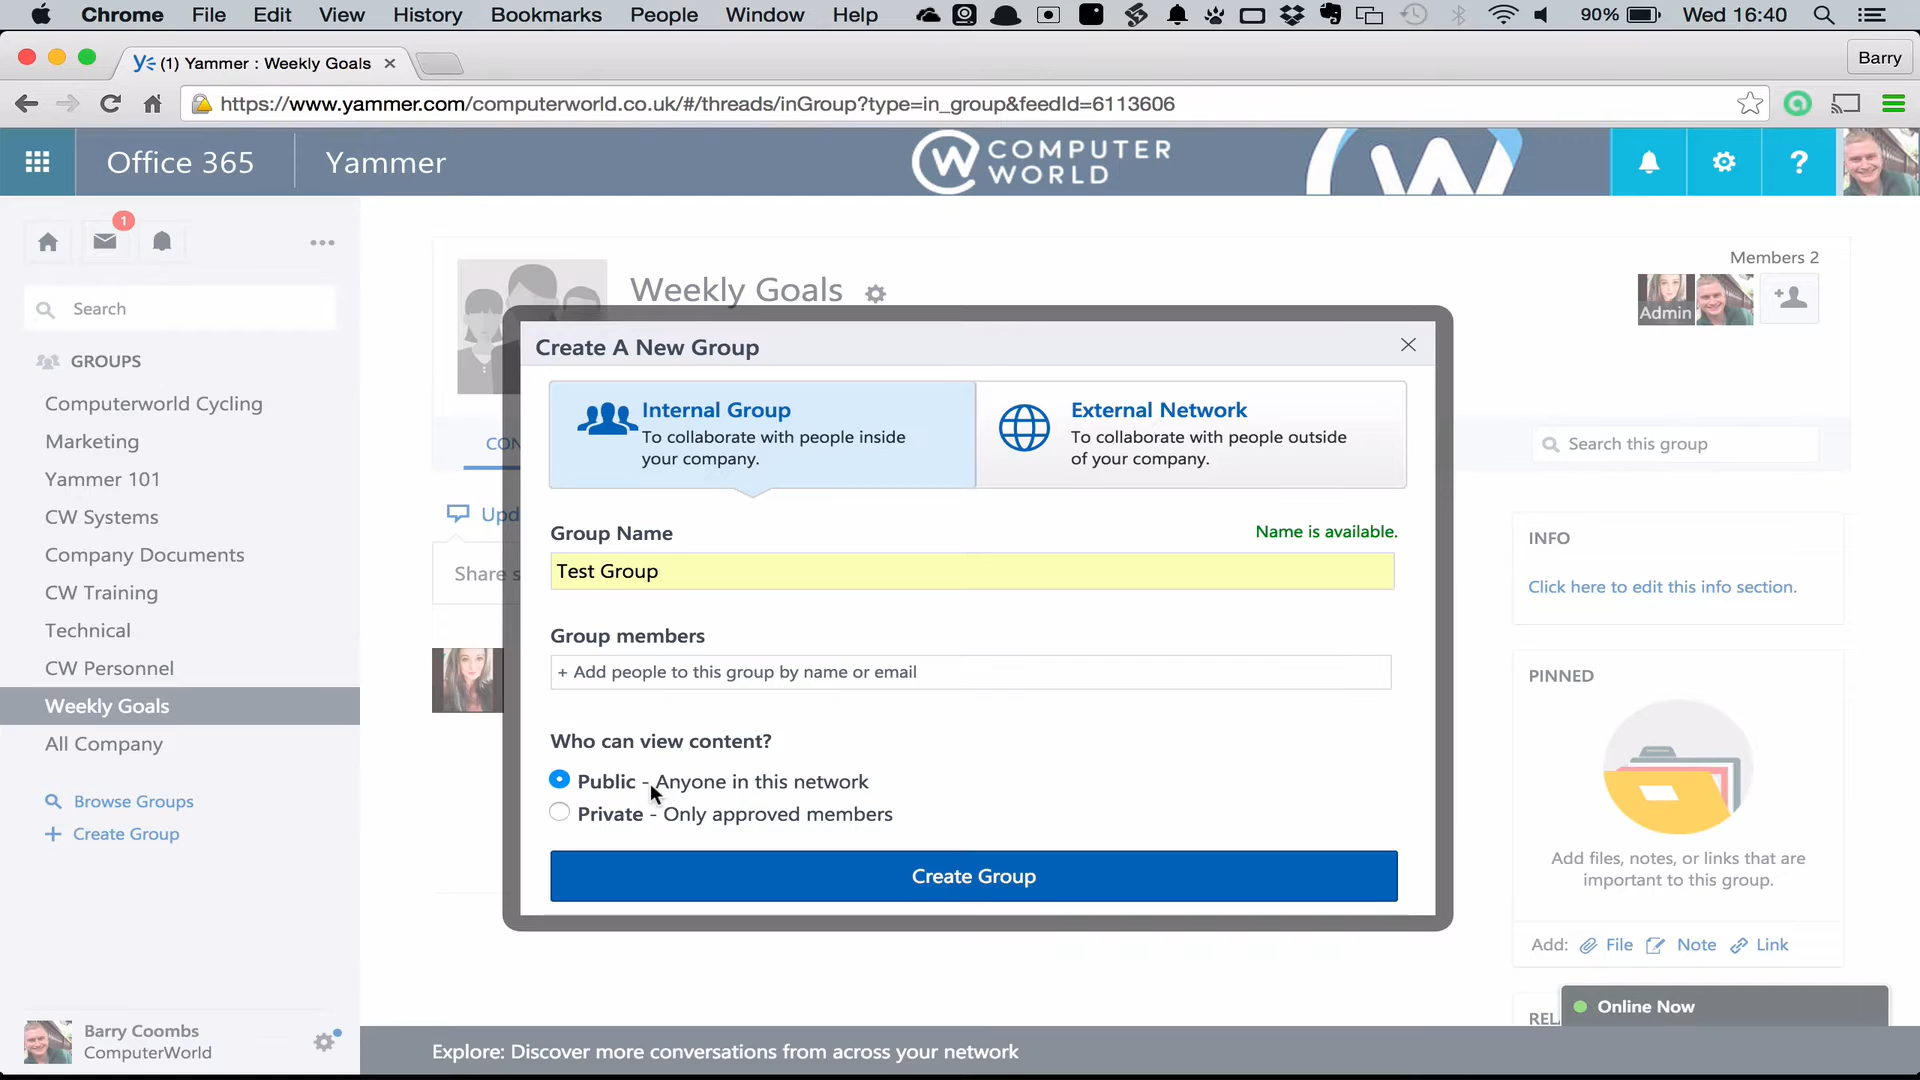 Chrome File Edit View History Bookmarks People Window Help 90% Wed 16:40
(1) Yammer : Weekly Goals
Barry
https://www.yammer.com/computerworld.co.uk/#/threads/inGroup?type=in_group&feedId=6113606
Office 365 Yammer
COMPUTER
WORLD
?
1
Search
GROUPS
Computerworld Cycling
Marketing
Yammer 101
CW Systems
Company Documents
CW Training
Technical
CW Personnel
Weekly Goals
All Company
Browse Groups
+ Create Group
Barry Coombs
ComputerWorld
Weekly Goals
Members 2
Admin
CON
Search this group
Upd
Share s
Create A New Group
Internal Group
To collaborate with people inside
your company.
External Network
To collaborate with people outside
of your company.
Group Name
Name is available.
Test Group
Group members
+ Add people to this group by name or email
Who can view content?
Public - Anyone in this network
Private - Only approved members
Create Group
INFO
Click here to edit this info section.
PINNED
Add files, notes, or links that are
important to this group.
Add: File Note Link
REL
Online Now
Explore: Discover more conversations from across your network